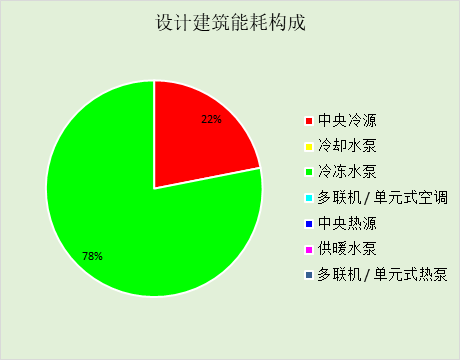 设计建筑能耗构成
22%
78%
中央冷源
冷却水泵
冷冻水泵
多联机/单元式空调
中央热源
供暖水泵
多联机/单元式热泵